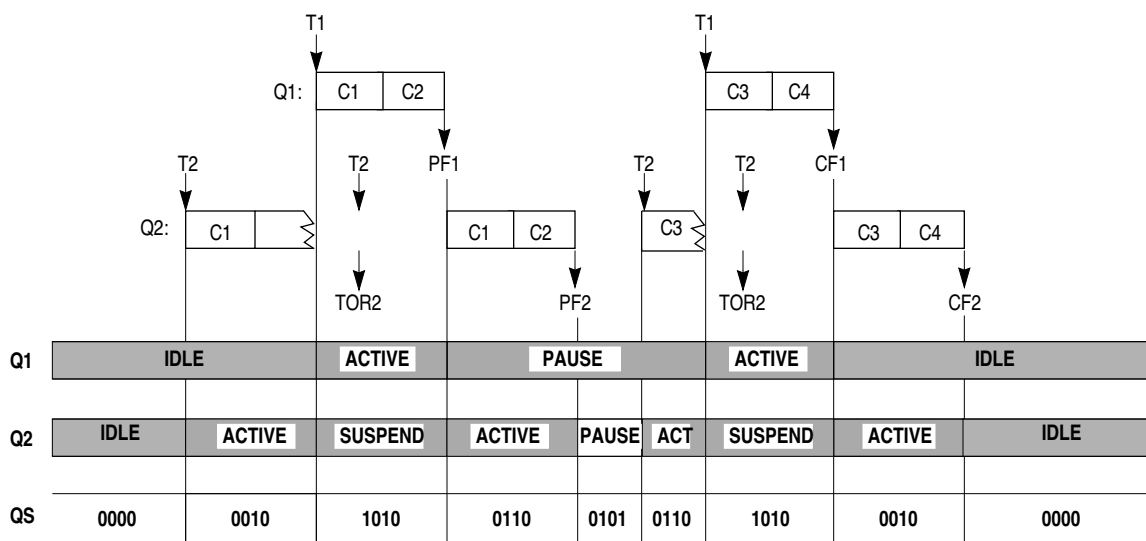 T1 T1
Q1: C1 C2 C3 C4
T2 T2 PF1 T2 T2 CF1
Q2: C1 C1 C2 C3 C3 C4
TOR2 PF2 TOR2 CF2
Q1 IDLE ACTIVE PAUSE ACTIVE IDLE
Q2 IDLE ACTIVE SUSPEND ACTIVE PAUSE ACT SUSPEND ACTIVE IDLE
QS 0000 0010 1010 0110 0101 0110 1010 0010 0000